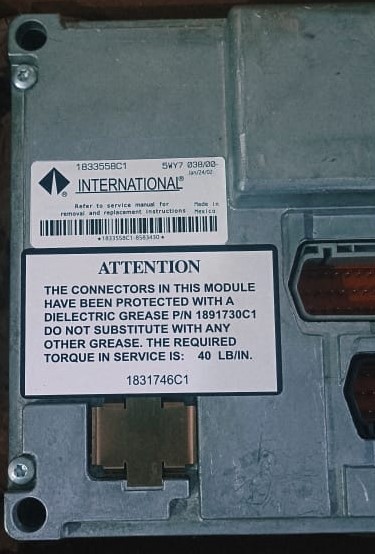 1833558C1 5WY7 038/00-
Jan/24/02
INTERNATIONAL®
Refer to service manual for Made in
removal and replacement instructions Mexico
*1833558C1-8583430*
ATTENTION
THE CONNECTORS IN THIS MODULE
HAVE BEEN PROTECTED WITH A
DIELECTRIC GREASE P/N 1891730C1
DO NOT SUBSTITUTE WITH ANY
OTHER GREASE. THE REQUIRED
TORQUE IN SERVICE IS: 40 LB/IN.
1831746C1